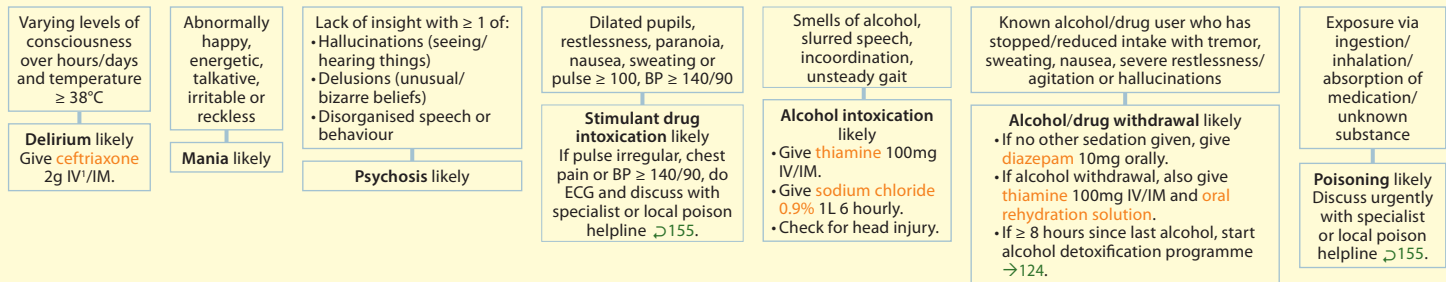 Varying levels of
consciousness
over hours/days
and temperature
≥ 38°C
Delirium likely
Give ceftriaxone
2g IV¹/IM.
Abnormally
happy,
energetic,
talkative,
irritable or
reckless
Mania likely
Lack of insight with ≥ 1 of:
• Hallucinations (seeing/
hearing things)
• Delusions (unusual/
bizarre beliefs)
• Disorganised speech or
behaviour
Psychosis likely
Dilated pupils,
restlessness, paranoia,
nausea, sweating or
pulse ≥ 100, BP ≥ 140/90
Stimulant drug
intoxication likely
If pulse irregular, chest
pain or BP ≥ 140/90, do
ECG and discuss with
specialist or local poison
helpline ⮌155.
Smells of alcohol,
slurred speech,
incoordination,
unsteady gait
Alcohol intoxication
likely
• Give thiamine 100mg
IV/IM.
• Give sodium chloride
0.9% 1L 6 hourly.
• Check for head injury.
Known alcohol/drug user who has
stopped/reduced intake with tremor,
sweating, nausea, severe restlessness/
agitation or hallucinations
Alcohol/drug withdrawal likely
• If no other sedation given, give
diazepam 10mg orally.
• If alcohol withdrawal, also give
thiamine 100mg IV/IM and oral
rehydration solution.
• If ≥ 8 hours since last alcohol, start
alcohol detoxification programme
→124.
Exposure via
ingestion/
inhalation/
absorption of
medication/
unknown
substance
Poisoning likely
Discuss urgently
with specialist
or local poison
helpline ⮌155.